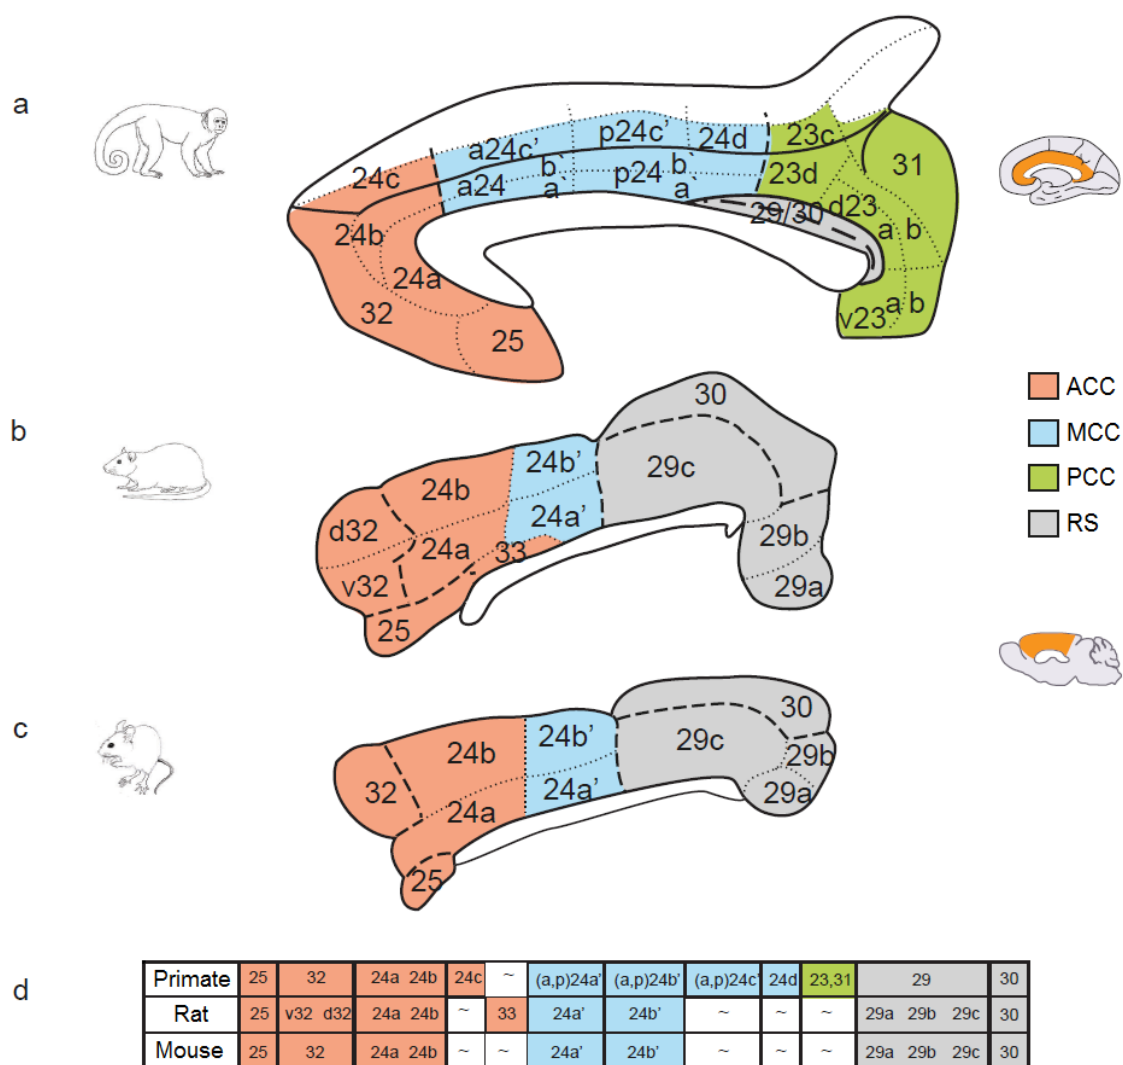 a
24c
a24c’
p24c’
24d
23c
31
a24
b`
a`
p24
b`
a`
23d
29/30
d23
a b
24b
24a
32
25
v23
a b
ACC
MCC
PCC
RS
b
30
24b’
29c
24b
24a’
d32
24a
33
29b
v32
29a
25
c
30
24b’
29c
24b
29b
32
24a’
29a
24a
25
d
Primate 25 32 24a 24b 24c ~ (a,p)24a’ (a,p)24b’ (a,p)24c’ 24d 23,31 29 30
Rat 25 v32 d32 24a 24b ~ 33 24a’ 24b’ ~ ~ ~ 29a 29b 29c 30
Mouse 25 32 24a 24b ~ ~ 24a’ 24b’ ~ ~ ~ 29a 29b 29c 30